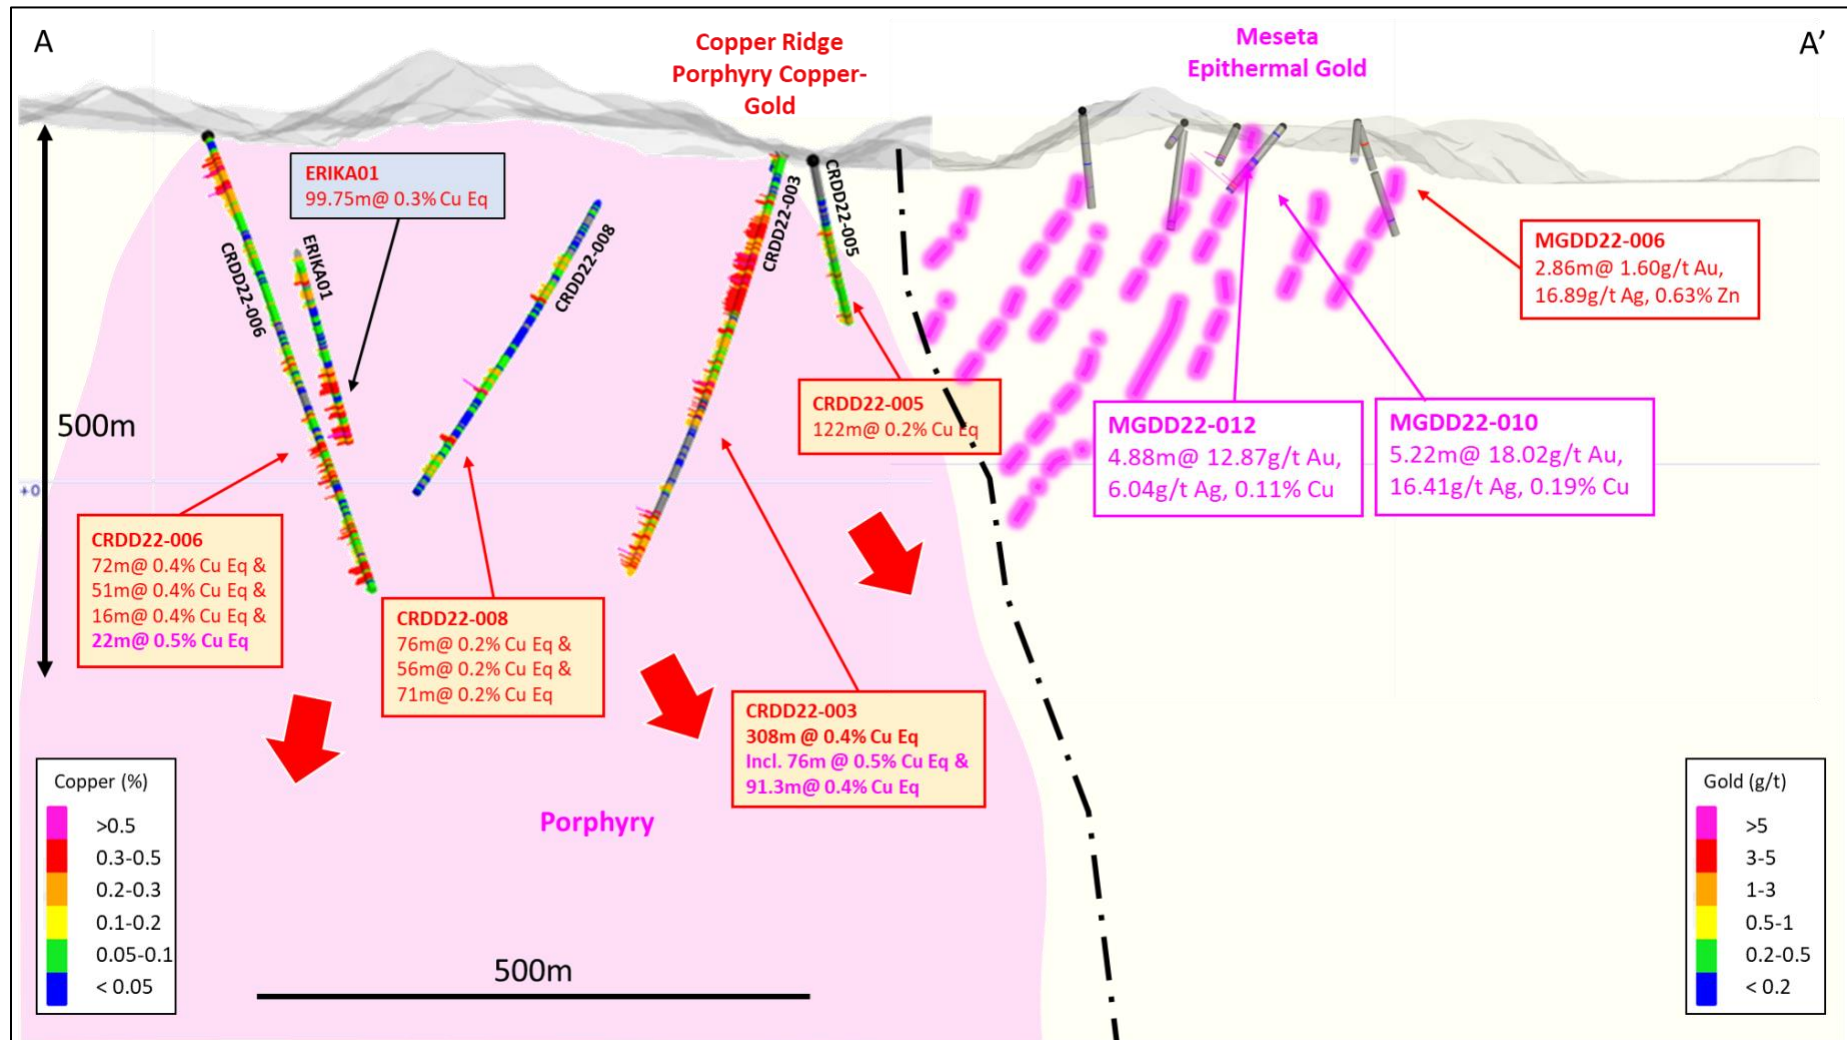 A
Copper Ridge
Porphyry Copper-
Gold
Meseta
Epithermal Gold
A’
ERIKA01
99.75m@ 0.3% Cu Eq
CRDD22-006
ERIKA01
CRDD22-008
CRDD22-003
CRDD22-005
MGDD22-006
2.86m@ 1.60g/t Au,
16.89g/t Ag, 0.63% Zn
500m
+0
CRDD22-005
122m@ 0.2% Cu Eq
MGDD22-012
4.88m@ 12.87g/t Au,
6.04g/t Ag, 0.11% Cu
MGDD22-010
5.22m@ 18.02g/t Au,
16.41g/t Ag, 0.19% Cu
CRDD22-006
72m@ 0.4% Cu Eq &
51m@ 0.4% Cu Eq &
16m@ 0.4% Cu Eq &
22m@ 0.5% Cu Eq
CRDD22-008
76m@ 0.2% Cu Eq &
56m@ 0.2% Cu Eq &
71m@ 0.2% Cu Eq
CRDD22-003
308m @ 0.4% Cu Eq
Incl. 76m @ 0.5% Cu Eq &
91.3m@ 0.4% Cu Eq
Porphyry
Copper (%)
>0.5
0.3-0.5
0.2-0.3
0.1-0.2
0.05-0.1
< 0.05
500m
Gold (g/t)
>5
3-5
1-3
0.5-1
0.2-0.5
< 0.2